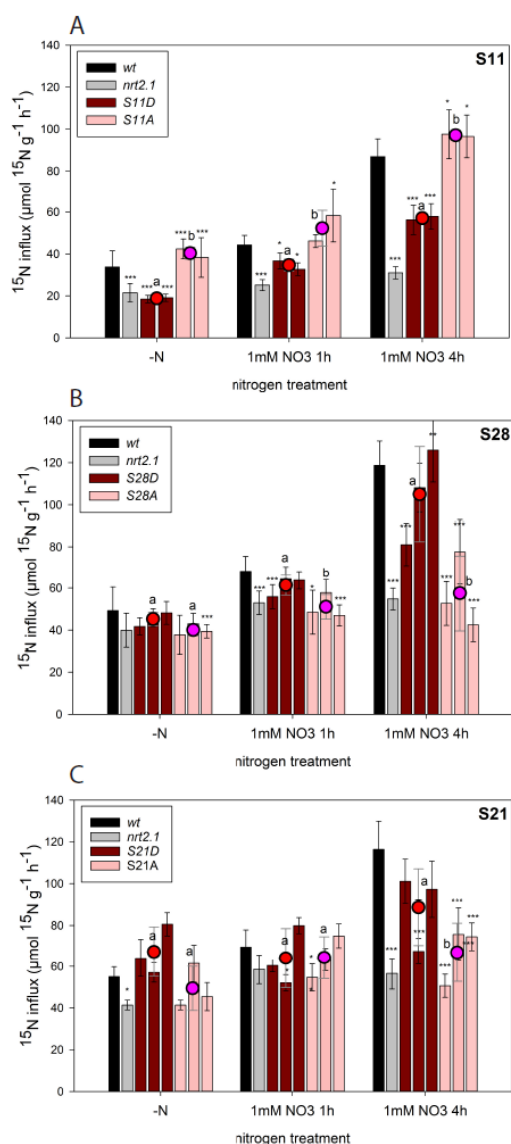 A
S11
140
120
100
80
60
40
20
0
15N influx (µmol 15N g-1 h-1)
wt
nrt2.1
S11D
S11A
*** *** a *** *** b ***
*** * a * b *
*** *** a *** * b *
-N 1mM NO3 1h 1mM NO3 4h
nitrogen treatment
B
S28
140
120
100
80
60
40
20
0
15N influx (µmol 15N g-1 h-1)
wt
nrt2.1
S28D
S28A
a a ***
*** *** a * b ***
*** *** a ** *** *** b ***
-N 1mM NO3 1h 1mM NO3 4h
nitrogen treatment
C
S21
140
120
100
80
60
40
20
0
15N influx (µmol 15N g-1 h-1)
wt
nrt2.1
S21D
S21A
* a a
a * * a
*** a *** *** b *** ***
-N 1mM NO3 1h 1mM NO3 4h
nitrogen treatment